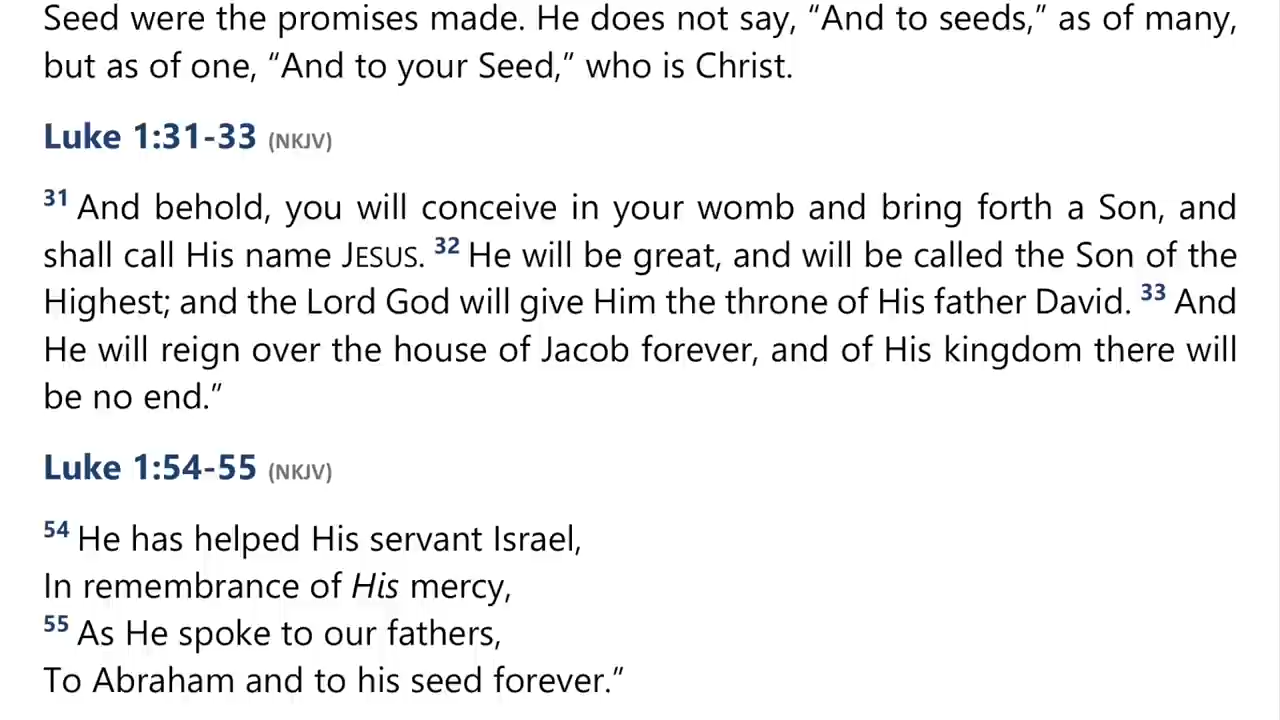 Seed were the promises made. He does not say, “And to seeds,” as of many,
but as of one, “And to your Seed,” who is Christ.
Luke 1:31-33 (NKJV)
31 And behold, you will conceive in your womb and bring forth a Son, and
shall call His name JESUS. 32 He will be great, and will be called the Son of the
Highest; and the Lord God will give Him the throne of His father David. 33 And
He will reign over the house of Jacob forever, and of His kingdom there will
be no end.”
Luke 1:54-55 (NKJV)
54 He has helped His servant Israel,
In remembrance of His mercy,
55 As He spoke to our fathers,
To Abraham and to his seed forever.”